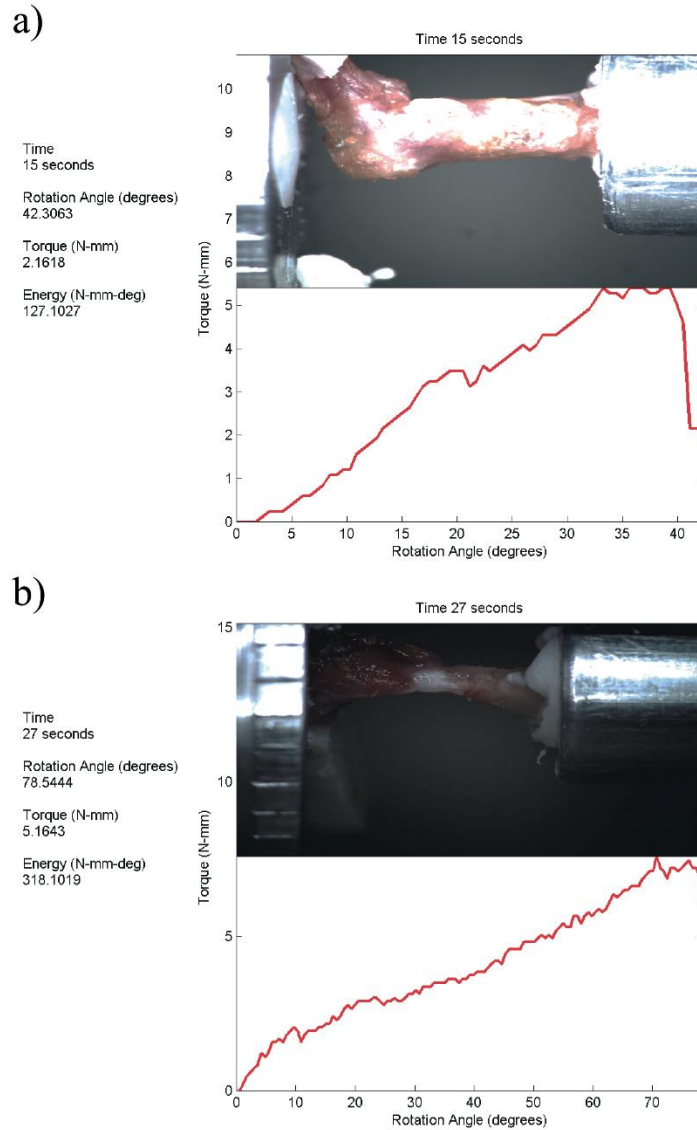 a)
Time 15 seconds
Time
15 seconds
Rotation Angle (degrees)
42.3063
Torque (N-mm)
2.1618
Energy (N-mm-deg)
127.1027
Torque (N-mm)
10
9
8
7
6
5
4
3
2
1
0
0 5 10 15 20 25 30 35 40
Rotation Angle (degrees)
b)
Time 27 seconds
Time
27 seconds
Rotation Angle (degrees)
78.5444
Torque (N-mm)
5.1643
Energy (N-mm-deg)
318.1019
Torque (N-mm)
15
10
5
0
0 10 20 30 40 50 60 70
Rotation Angle (degrees)